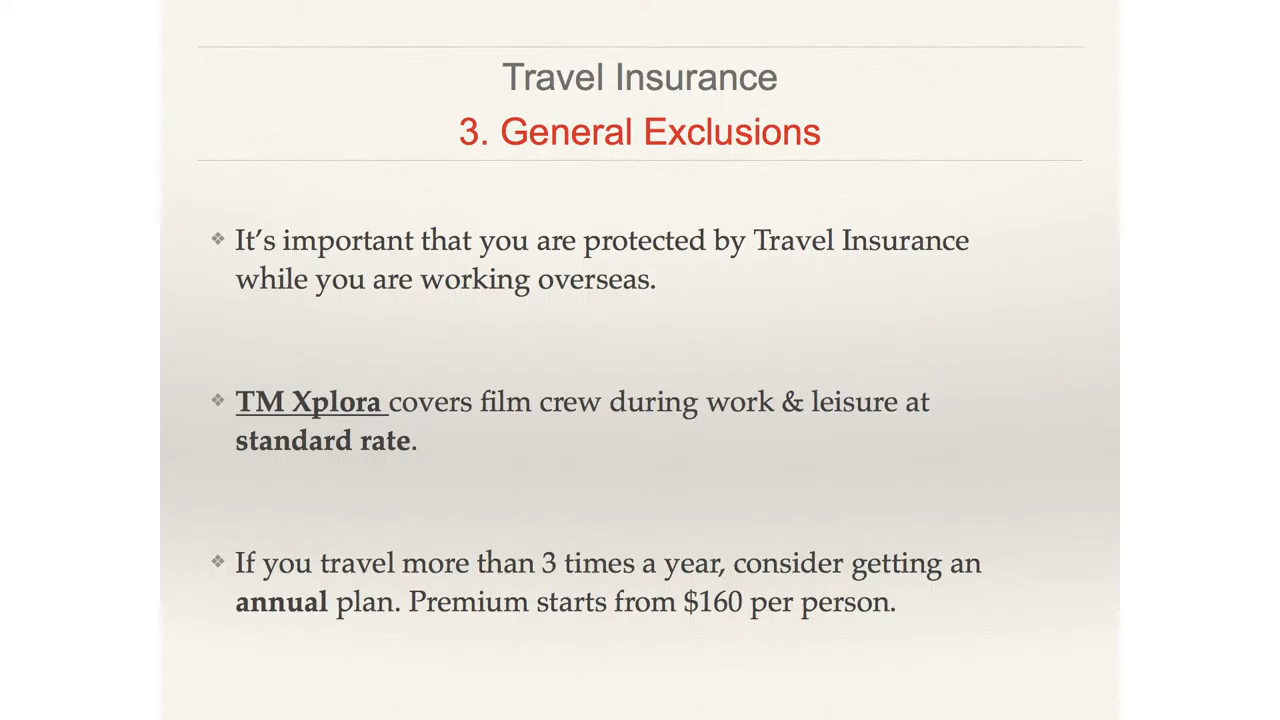 Travel Insurance
3. General Exclusions
❖ It’s important that you are protected by Travel Insurance
while you are working overseas.
❖ TM Xplora covers film crew during work & leisure at
standard rate.
❖ If you travel more than 3 times a year, consider getting an
annual plan. Premium starts from $160 per person.